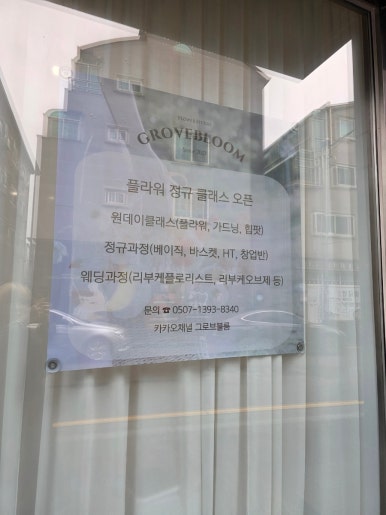 GROVEBLOOM
플라워 정규 클래스 오픈
원데이클래스(플라워, 가드닝, 힙팟)
정규과정(베이직, 바스켓, HT, 창업반)
웨딩과정(리부케플로리스트, 리부케오브제 등)
문의 ☎ 0507-1393-8340
카카오채널 그로브블룸